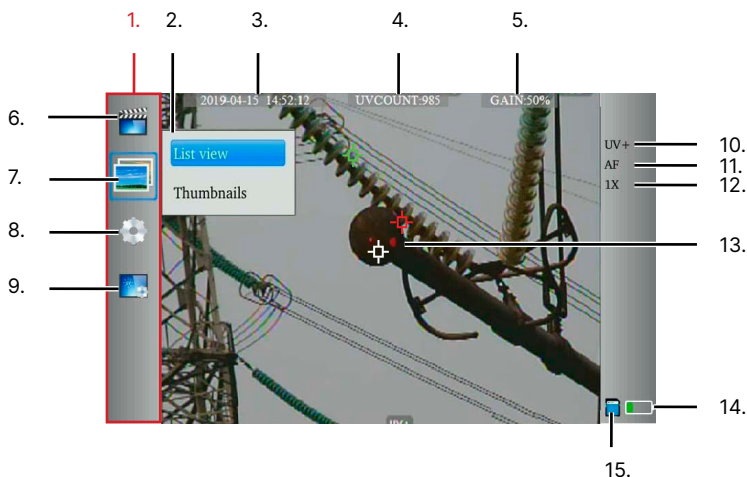 1. 2. 3. 4. 5.
2019-04-15 14:52:12 UVCOUNT:985 GAIN:50%
6.
List view
UV+ 10.
AF 11.
7.
1X 12.
Thumbnails
8.
13.
9.
14.
15.